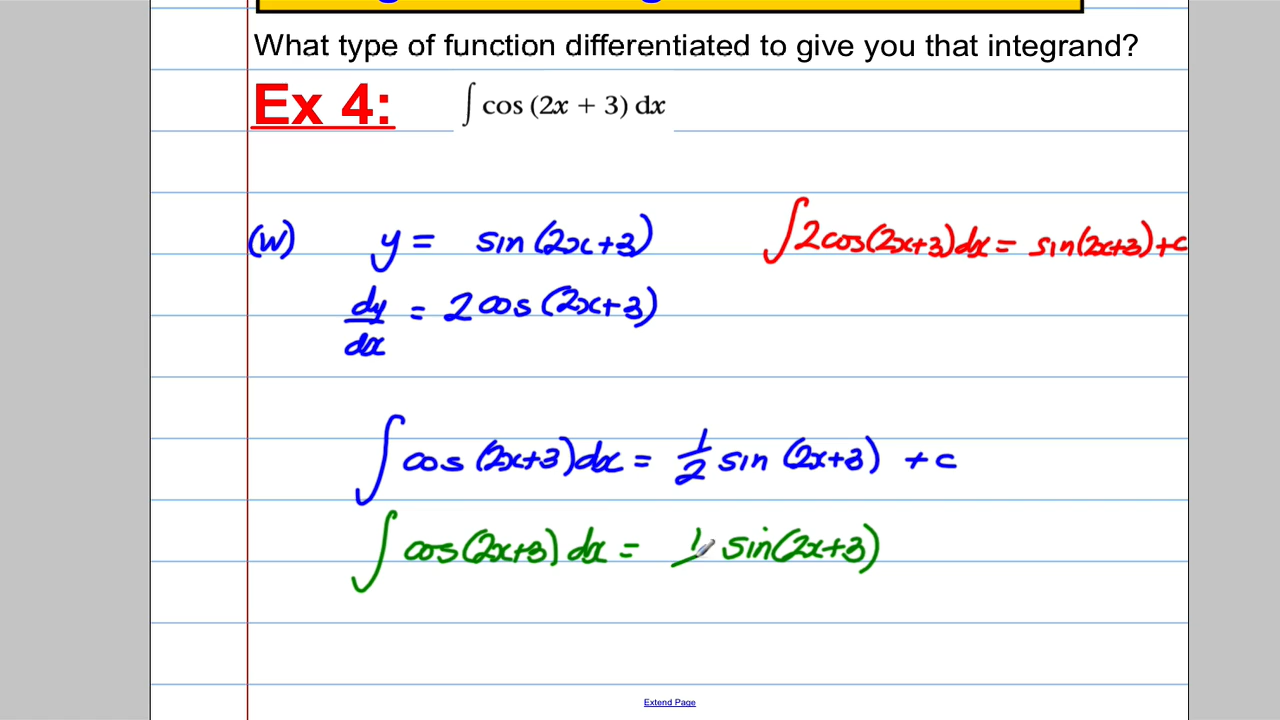 What type of function differentiated to give you that integrand?
Ex 4: ∫ cos (2x + 3) dx
(W) y = sin(2x+3) ∫2cos(2x+3)dx = sin(2x+3)+c
dy/dx = 2cos(2x+3)
∫cos(2x+3)dx = 1/2 sin(2x+3) + c
∫cos(2x+3)dx = 1/ sin(2x+3)
Extend Page